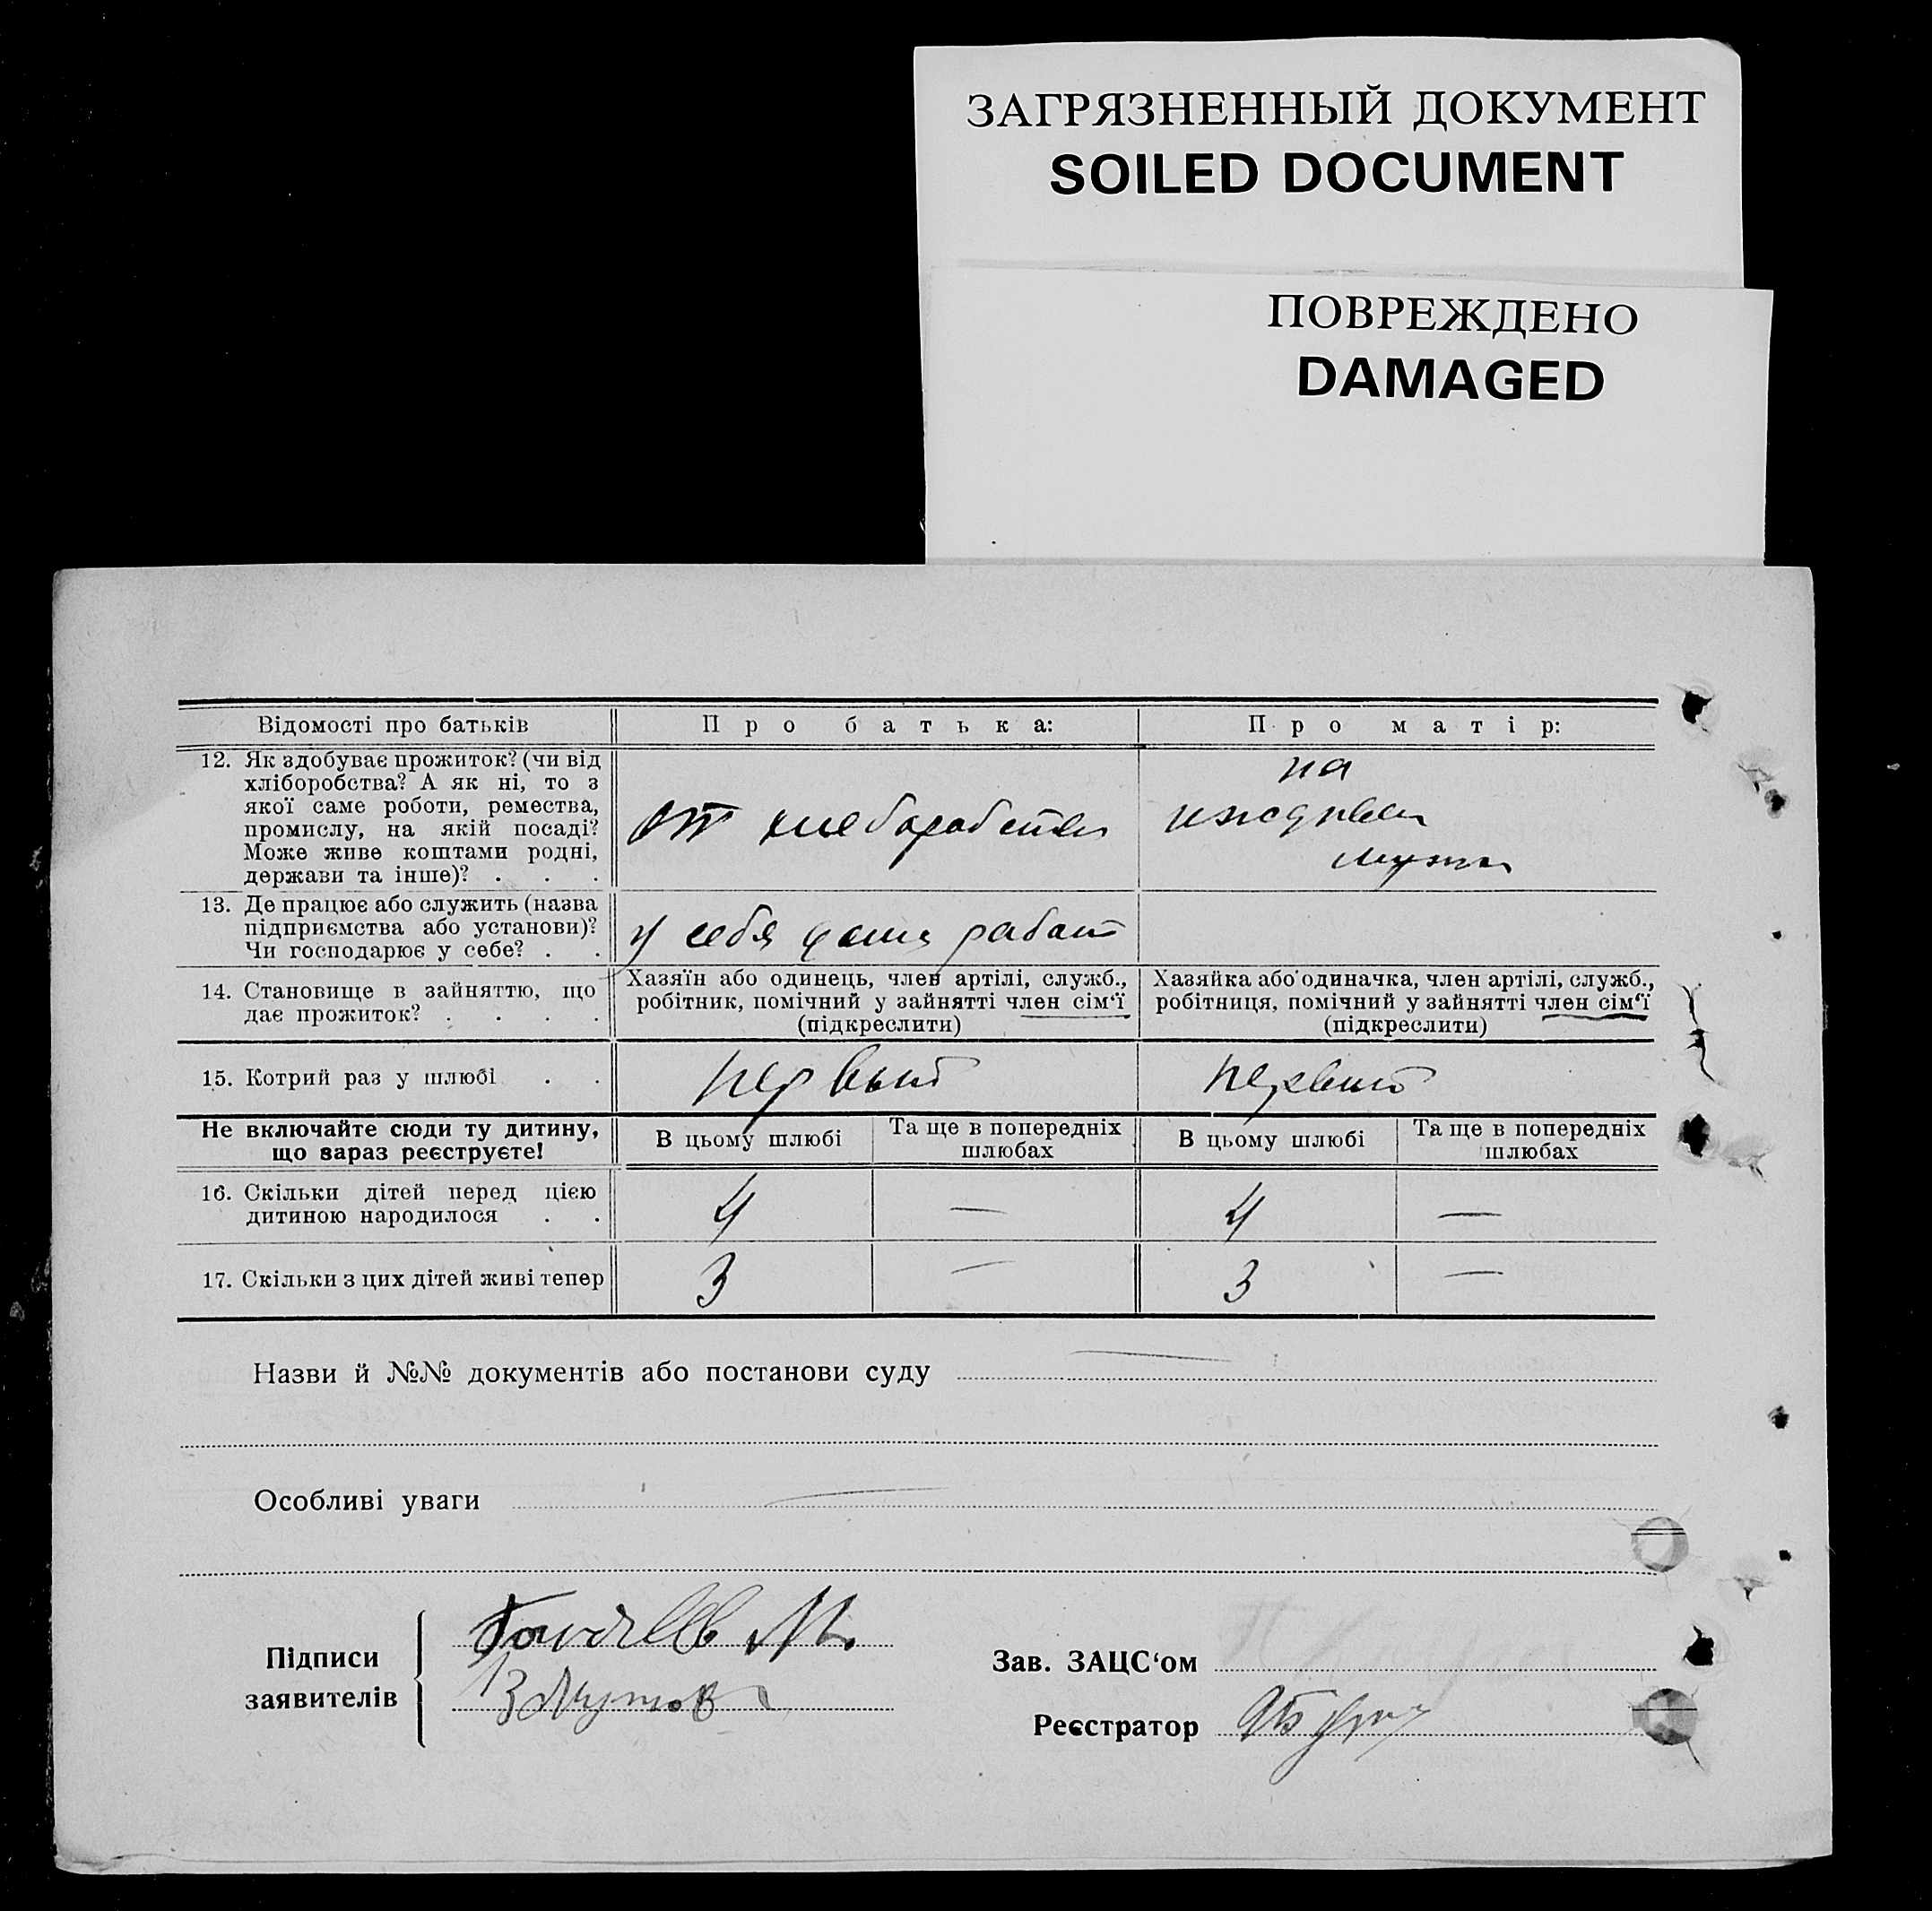 ЗАГРЯЗНЕННЫЙ ДОКУМЕНТ
SOILED DOCUMENT
ПОВРЕЖДЕНО
DAMAGED
Відомості про батьків
Про батька:
Про матір:
12. Як здобуває прожиток? (чи від
хліборобства? А як ні, то з
якої саме роботи, ремества,
промислу, на якій посаді?
Може живе коштами родні,
держави та інше)? . . .
от хлеборобства
на
иждивен
мужа
13. Де працює або служить (назва
підприємства або установи)?
Чи господарює у себе? . .
у себя дома работ
14. Становище в зайняттю, що
дає прожиток? . . . .
Хазяїн або одинець, член артілі, служб.,
робітник, помічний у зайнятті член сім‘ї
(підкреслити)
Хазяйка або одиначка, член артілі, служб.,
робітниця, помічний у зайнятті член сім‘ї
(підкреслити)
15. Котрий раз у шлюбі . .
первый
первый
Не включайте сюди ту дитину,
що зараз реєструєте!
В цьому шлюбі
Та ще в попередніх
шлюбах
В цьому шлюбі
Та ще в попередніх
шлюбах
16. Скільки дітей перед цією
дитиною народилося . .
4
—
4
—
17. Скільки з цих дітей живі тепер
3
—
3
—
Назви й №№ документів або постанови суду
Особливі уваги
Підписи
заявителів
Зав. ЗАЦС‘ом
Реєстратор